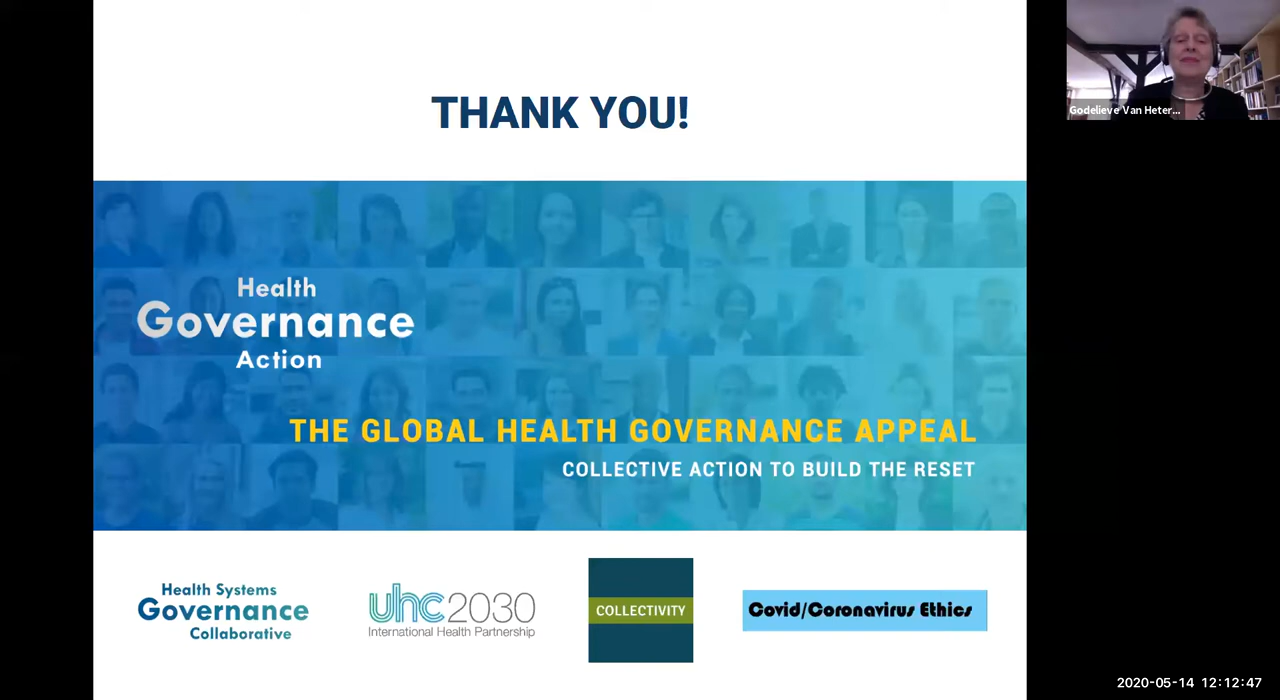 THANK YOU!
Godelieve Van Heter...
Health
Governance
Action
THE GLOBAL HEALTH GOVERNANCE APPEAL
COLLECTIVE ACTION TO BUILD THE RESET
Health Systems
Governance
Collaborative
uhc2030
International Health Partnership
COLLECTIVITY
Covid/Coronavirus Ethics
2020-05-14 12:12:47